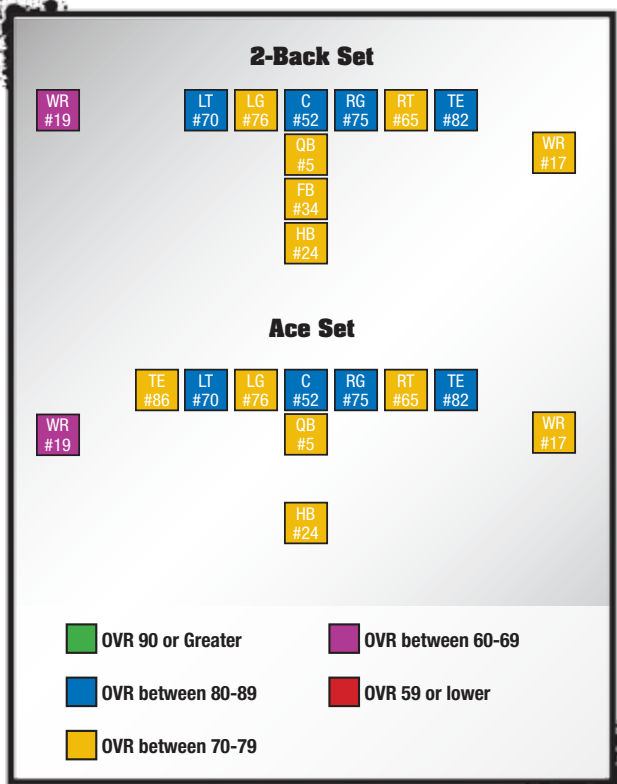 2-Back Set
WR LT LG C RG RT TE
#19 #70 #76 #52 #75 #65 #82
QB WR
#5 #17
FB
#34
HB
#24
Ace Set
TE LT LG C RG RT TE
#86 #70 #76 #52 #75 #65 #82
WR QB WR
#19 #5 #17
HB
#24
OVR 90 or Greater OVR between 60-69
OVR between 80-89 OVR 59 or lower
OVR between 70-79